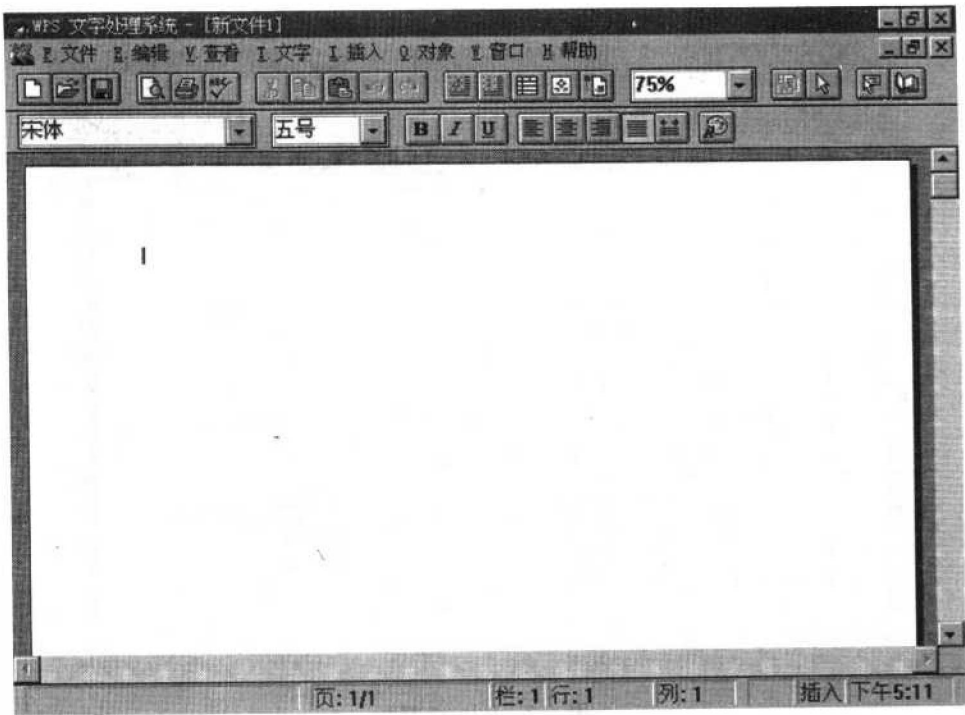 WPS 文字处理系统 - [新文件1]
F 文件 E 编辑 V 查看 T 文字 I 插入 O 对象 W 窗口 H 帮助
75%
宋体 五号 B I U
页: 1/1 栏: 1 行: 1 列: 1 插入 下午5:11